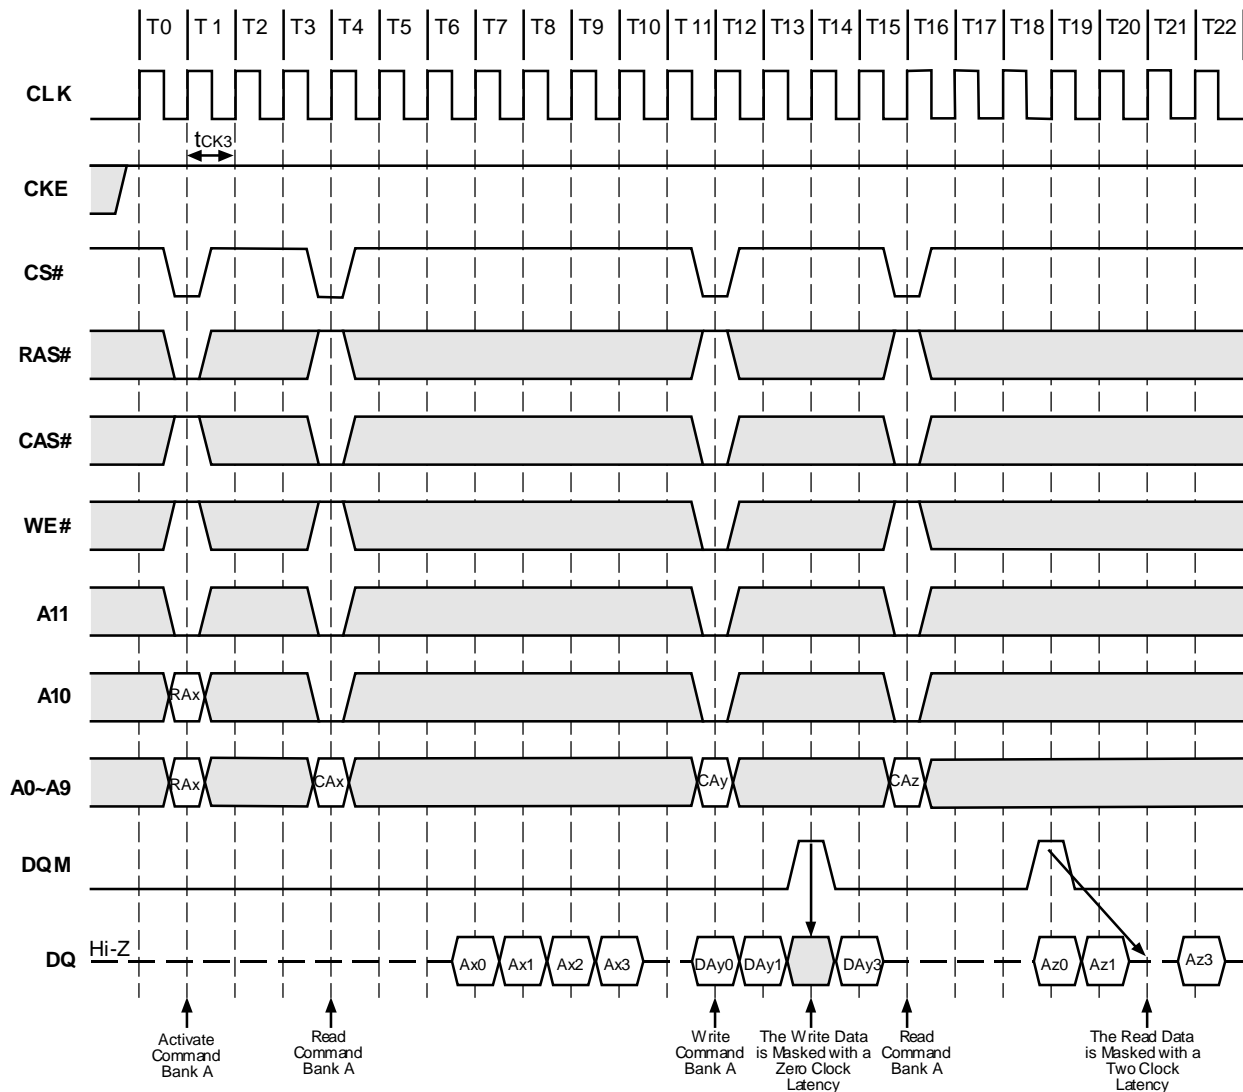 T0 T1 T2 T3 T4 T5 T6 T7 T8 T9 T10 T11 T12 T13 T14 T15 T16 T17 T18 T19 T20 T21 T22
CLK
tCK3
CKE
CS#
RAS#
CAS#
WE#
A11
A10 RAx
A0~A9 RAx CAx CAy CAz
DQM
DQ Hi-Z Ax0 Ax1 Ax2 Ax3 DAy0 DAy1 DAy3 Az0 Az1 Az3
Activate
Command
Bank A
Read
Command
Bank A
Write
Command
Bank A
The Write Data
is Masked with a
Zero Clock
Latency
Read
Command
Bank A
The Read Data
is Masked with a
Two Clock
Latency